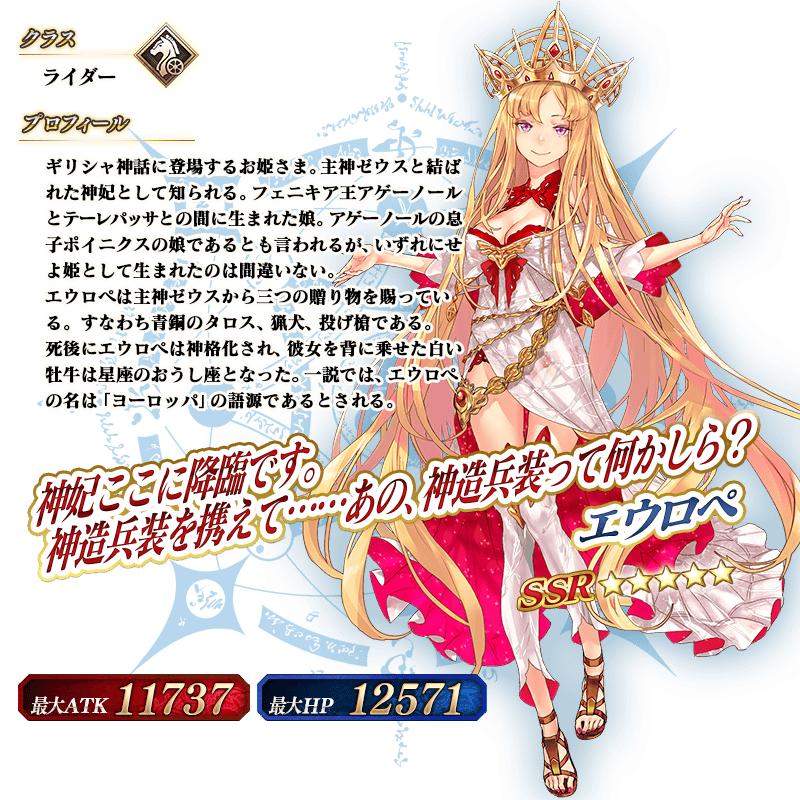 クラス
ライダー
プロフィール
ギリシャ神話に登場するお姫さま。主神ゼウスと結ば
れた神妃として知られる。フェニキア王アゲーノール
とテーレパッサとの間に生まれた娘。アゲーノールの息
子ポイニクスの娘であるとも言われるが、いずれにせ
よ姫として生まれたのは間違いない。
エウロペは主神ゼウスから三つの贈り物を賜ってい
る。すなわち青銅のタロス、猟犬、投げ槍である。
死後にエウロペは神格化され、彼女を背に乗せた白い
牡牛は星座のおうし座となった。一説では、エウロペ
の名は「ヨーロッパ」の語源であるとされる。
神妃ここに降臨です。
神造兵装を携えて……あの、神造兵装って何かしら？
エウロペ
SSR ★★★★★
最大ATK 11737
最大HP 12571